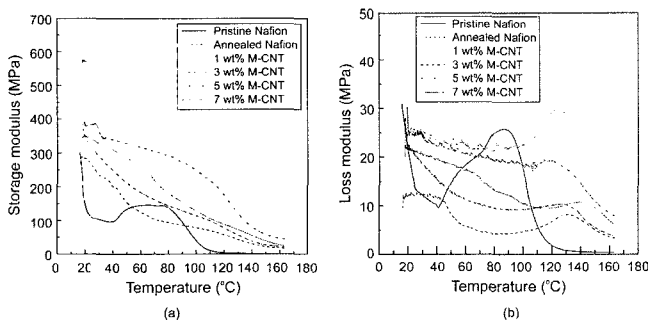 700
600
500
400
300
200
100
0
0 20 40 60 80 100 120 140 160 180
Storage modulus (MPa)
Temperature (°C)
Pristine Nafion
Annealed Nafion
1 wt% M-CNT
3 wt% M-CNT
5 wt% M-CNT
7 wt% M-CNT
(a)
50
40
30
20
10
0
0 20 40 60 80 100 120 140 160 180
Loss modulus (MPa)
Temperature (°C)
Pristine Nafion
Annealed Nafion
1 wt% M-CNT
3 wt% M-CNT
5 wt% M-CNT
7 wt% M-CNT
(b)